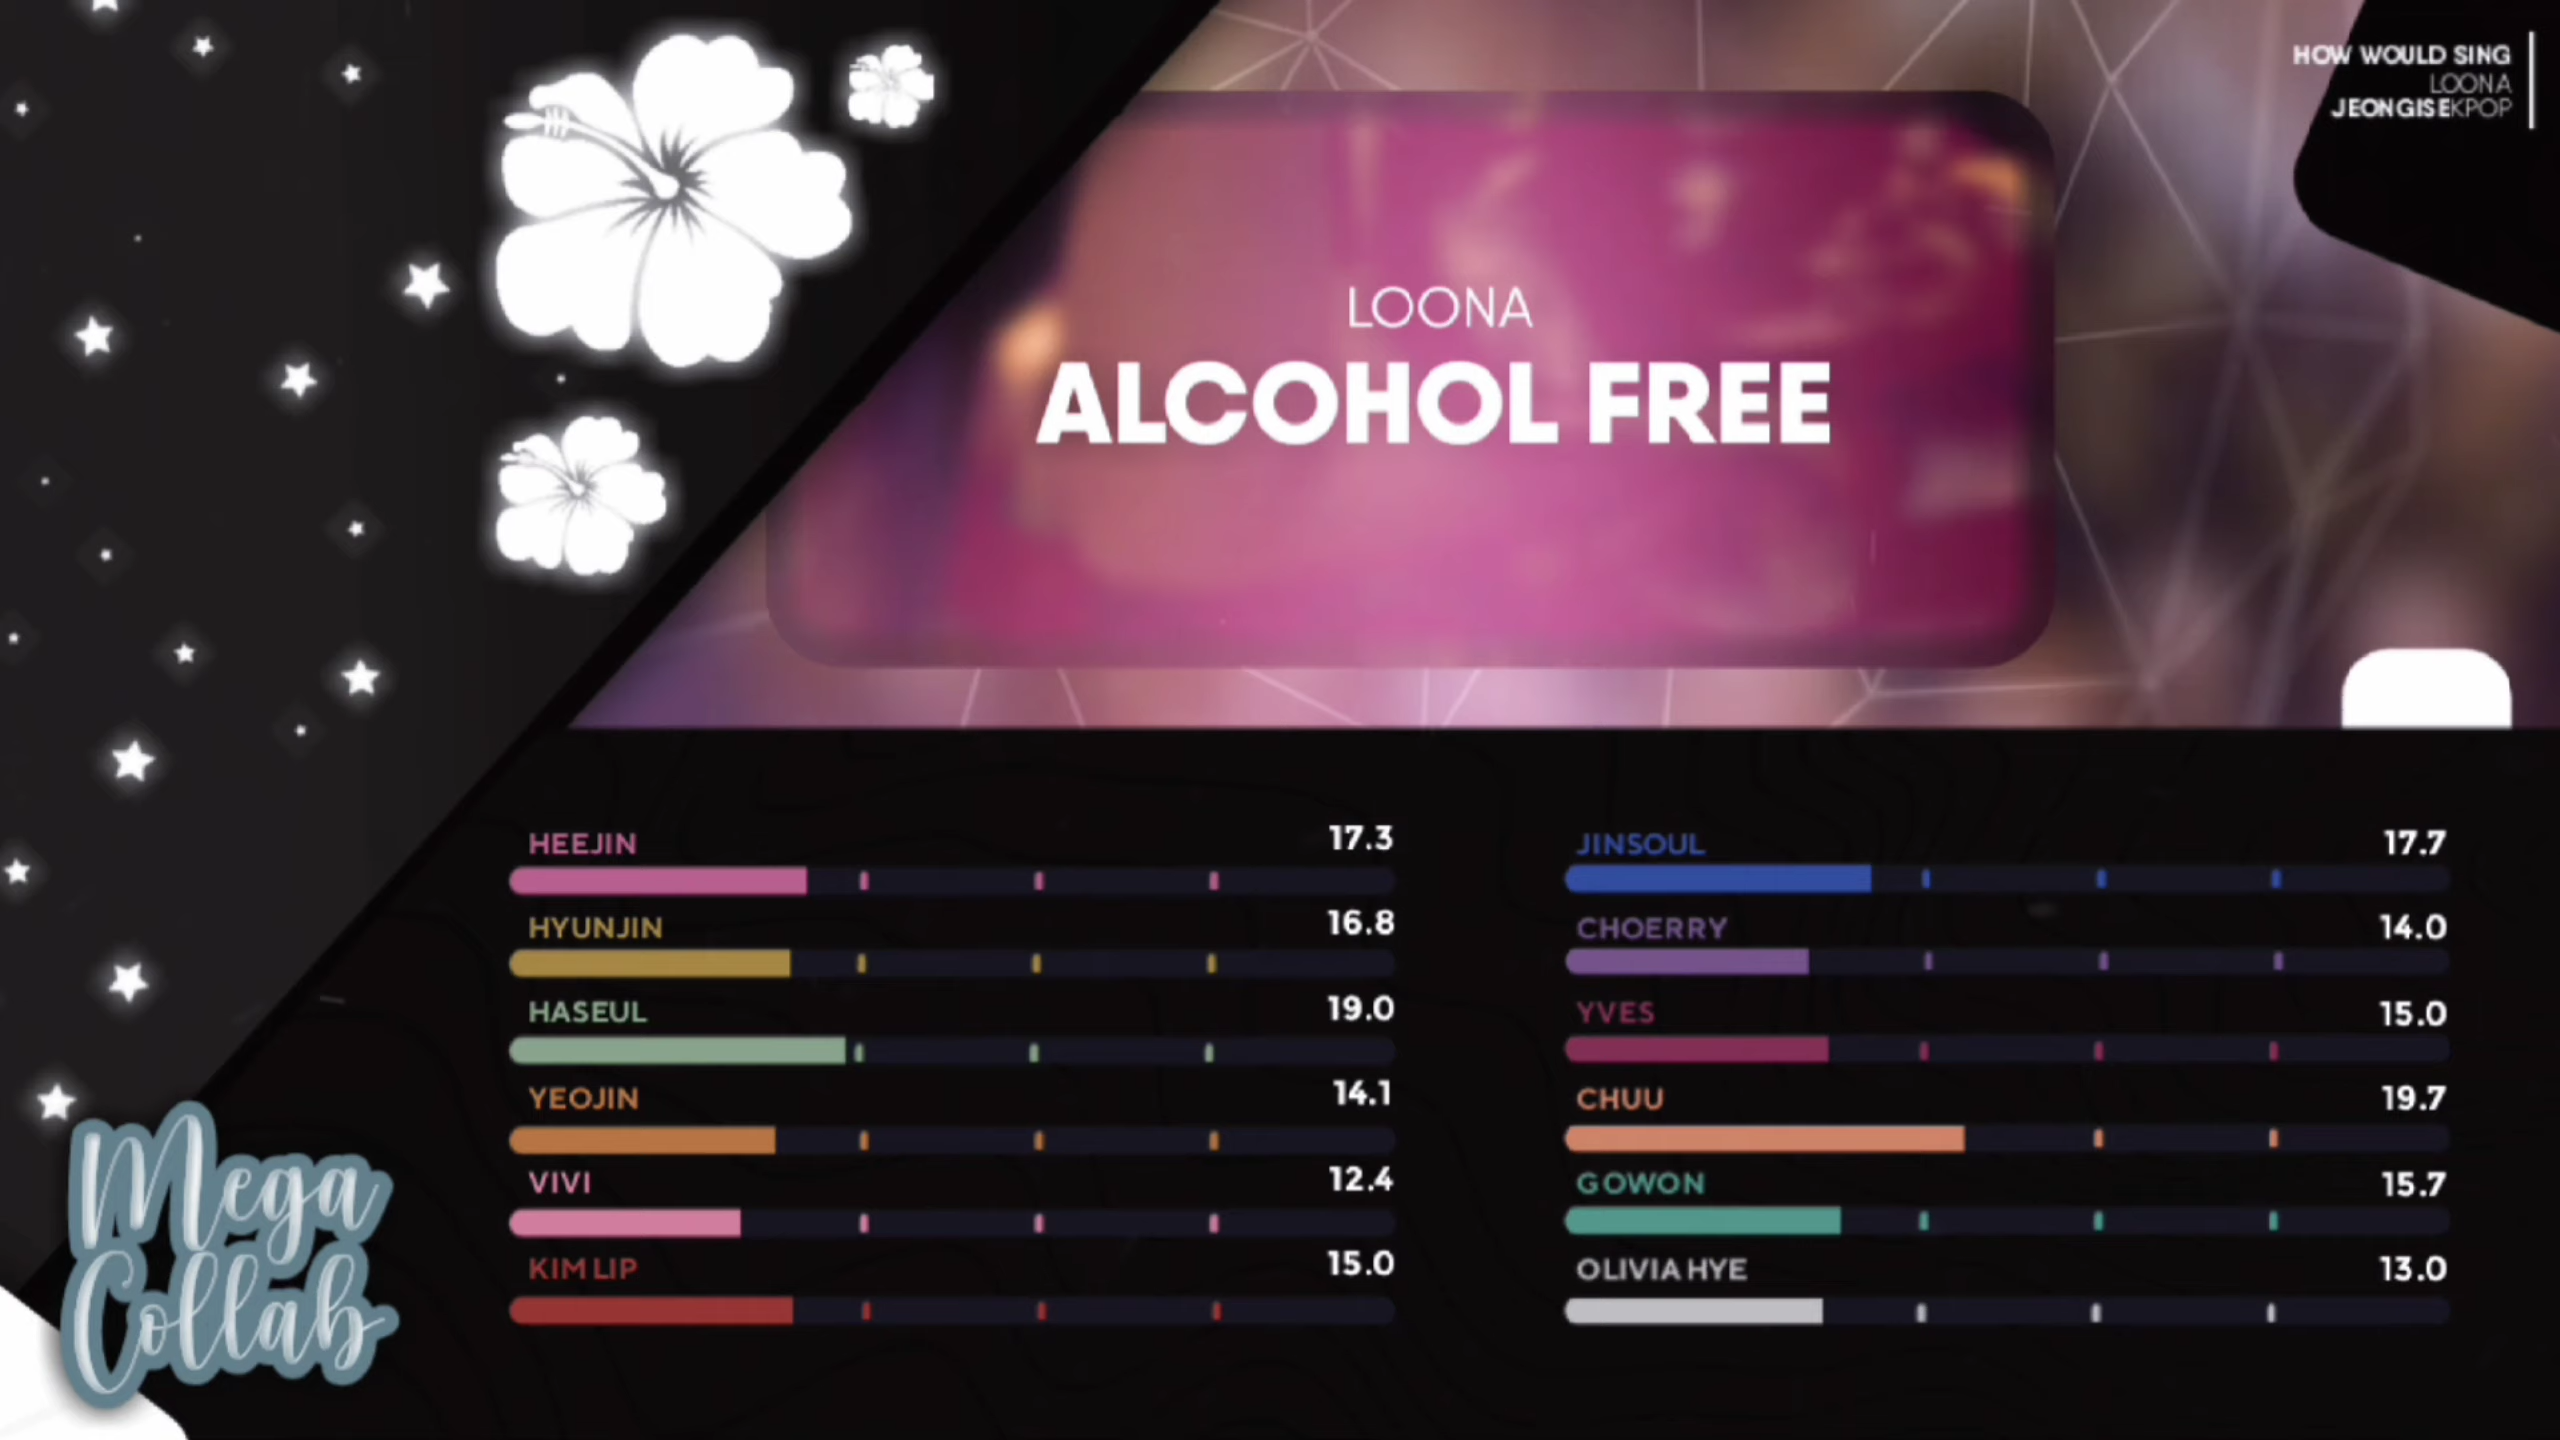 HOW WOULD SING
LOONA
JEONGISEKPOP
LOONA
ALCOHOL FREE
HEEJIN 17.3
HYUNJIN 16.8
HASEUL 19.0
YEOJIN 14.1
VIVI 12.4
KIM LIP 15.0
JINSOUL 17.7
CHOERRY 14.0
YVES 15.0
CHUU 19.7
GOWON 15.7
OLIVIA HYE 13.0
Mega
Collab